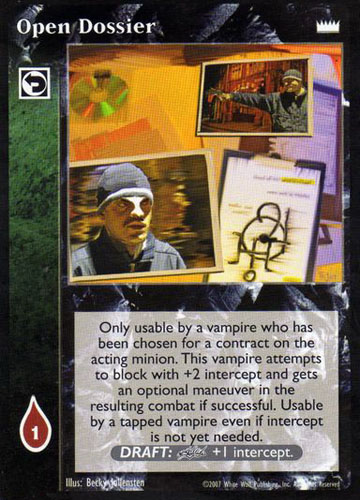 Open Dossier
Only usable by a vampire who has
been chosen for a contract on the
acting minion. This vampire attempts
to block with +2 intercept and gets
an optional maneuver in the
resulting combat if successful. Usable
by a tapped vampire even if intercept
is not yet needed.
DRAFT: +1 intercept.
1
Illus: Becky Jollensten
©2007 White Wolf Publishing, Inc. All Rights Reserved